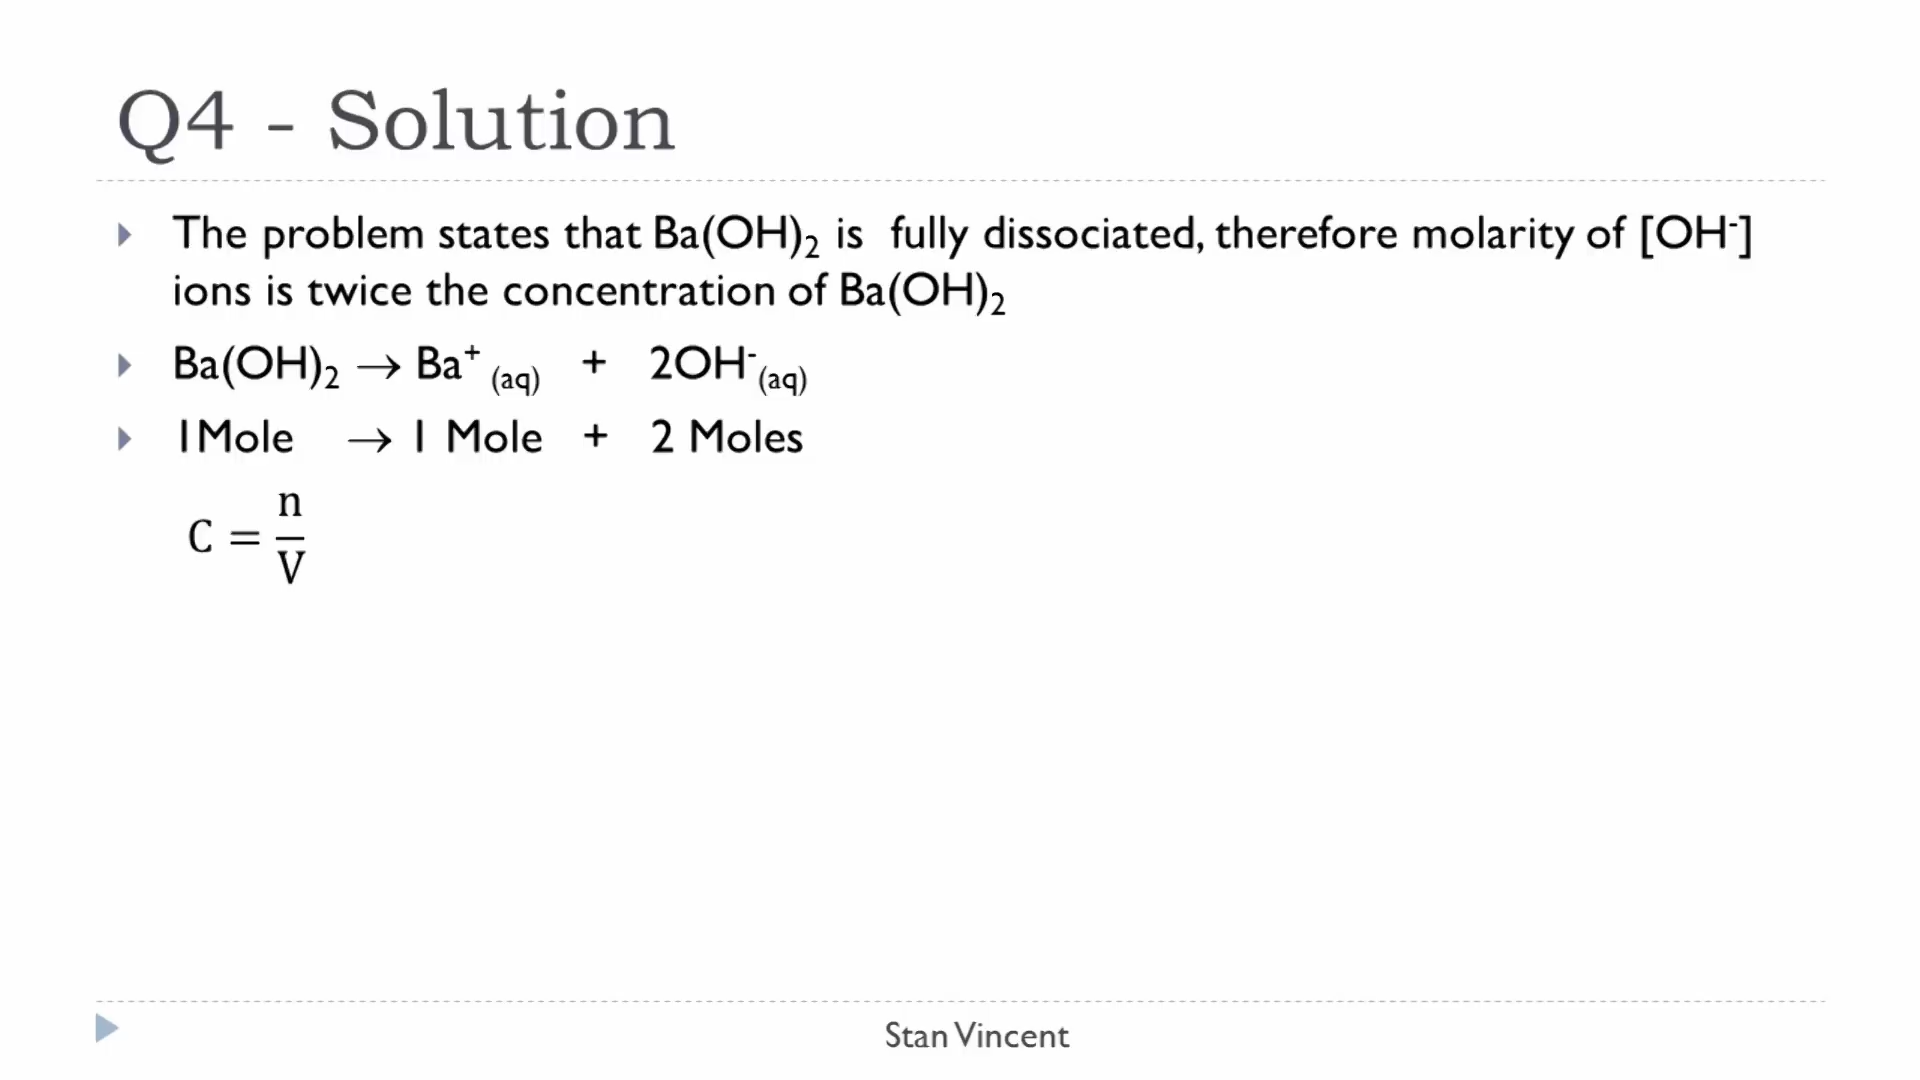 Q4 - Solution
The problem states that Ba(OH)₂ is fully dissociated, therefore molarity of [OH⁻]
ions is twice the concentration of Ba(OH)₂
Ba(OH)₂ → Ba⁺ (aq) + 2OH⁻(aq)
1Mole → 1 Mole + 2 Moles
C = n/V
Stan Vincent